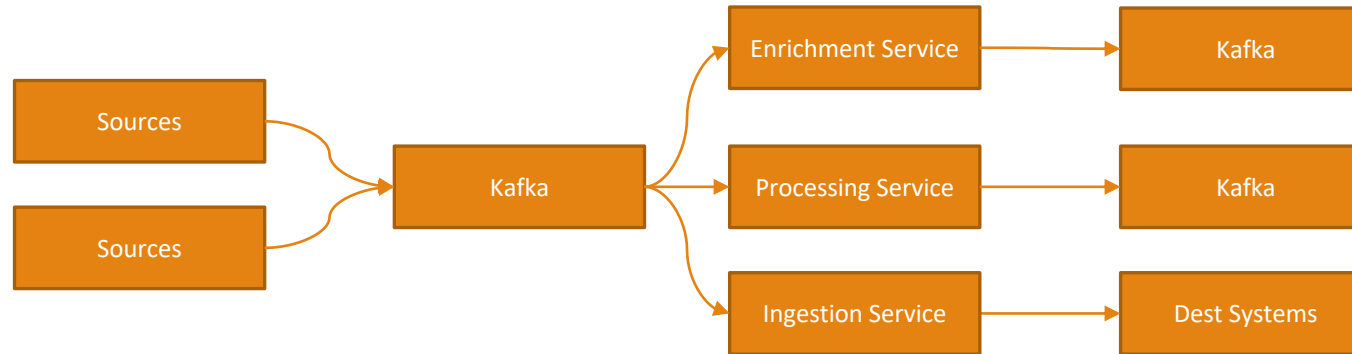 Sources
Sources
Kafka
Enrichment Service
Processing Service
Ingestion Service
Kafka
Kafka
Dest Systems